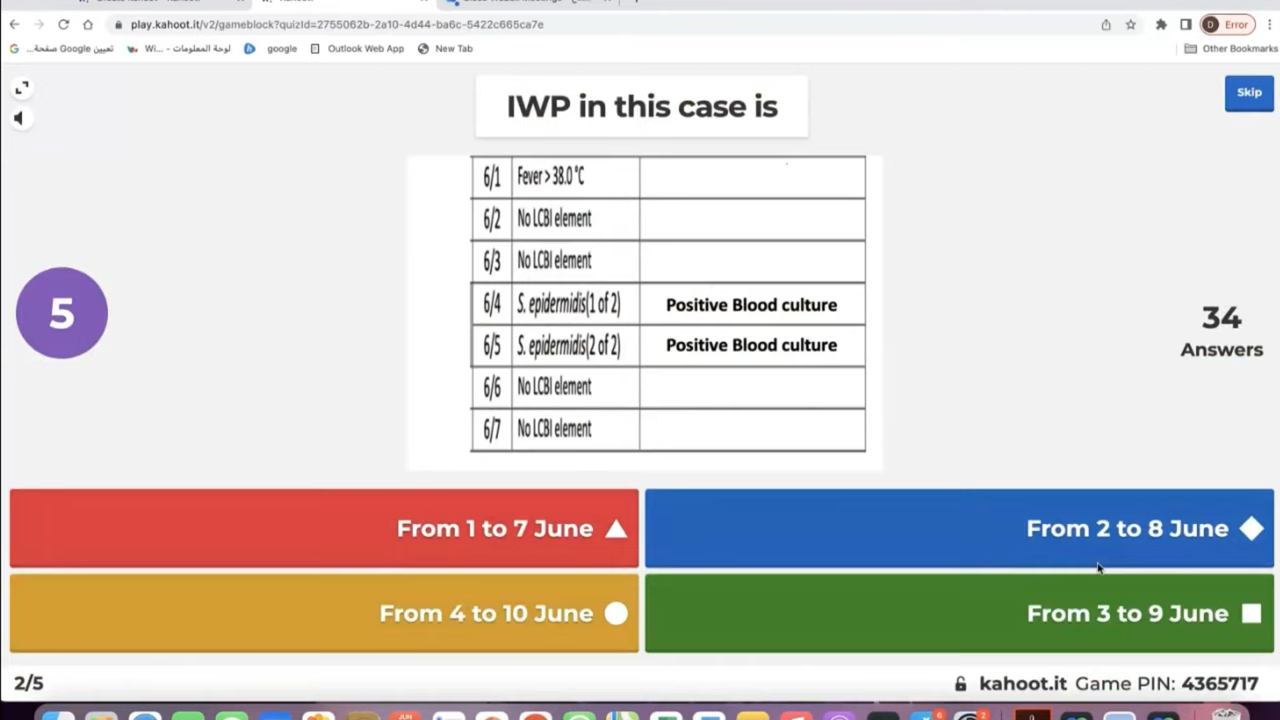 play.kahoot.it/v2/gameblock?quizId=2755062b-2a10-4d44-ba6c-5422c665ca7e
Error
تعيين Google صفحة...
Wi... - لوحة المعلومات
google
Outlook Web App
New Tab
Other Bookmarks
IWP in this case is
Skip
6/1 Fever > 38.0 °C
6/2 No LCBI element
6/3 No LCBI element
6/4 S. epidermidis(1 of 2) Positive Blood culture
6/5 S. epidermidis(2 of 2) Positive Blood culture
6/6 No LCBI element
6/7 No LCBI element
5
34
Answers
From 1 to 7 June
From 2 to 8 June
From 4 to 10 June
From 3 to 9 June
2/5
kahoot.it Game PIN: 4365717